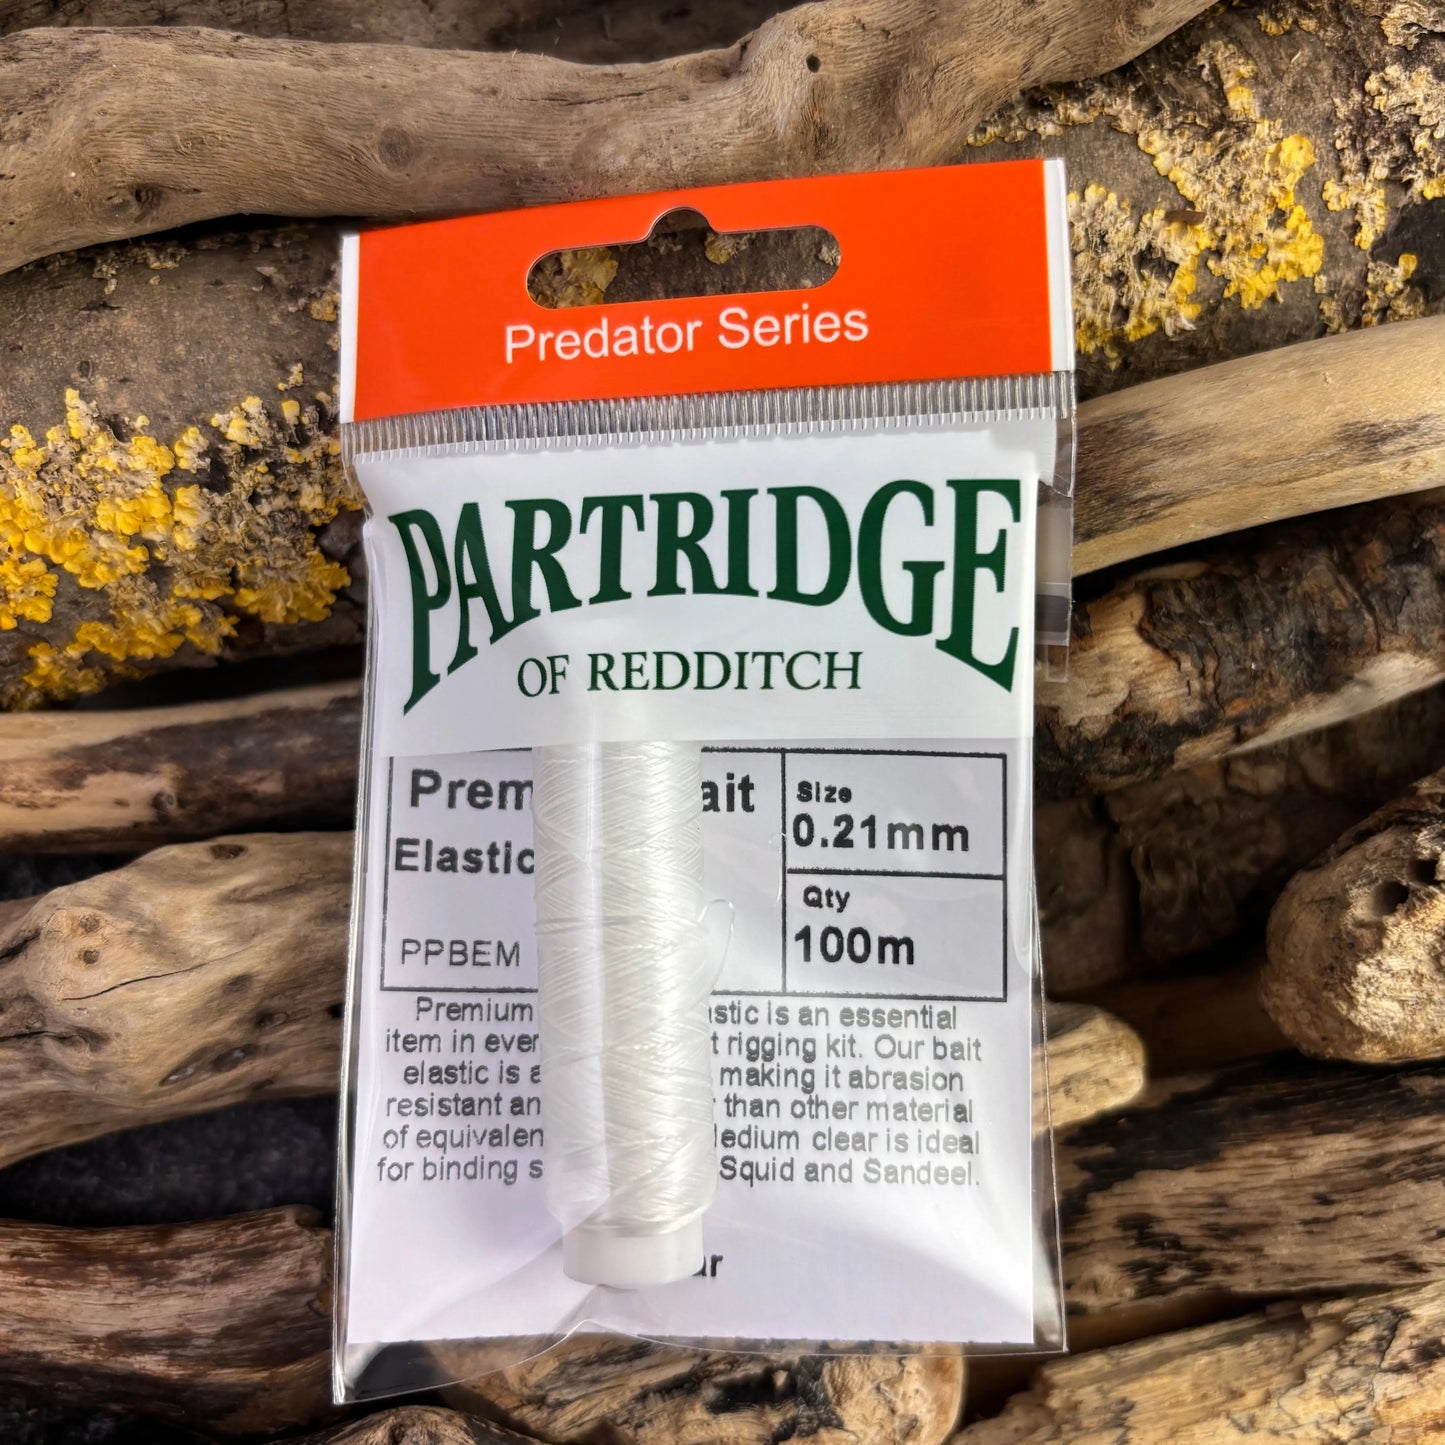 Predator Series
PARTRIDGE
OF REDDITCH
Prem ait
Elastic
PPBEM
Size
0.21mm
Qty
100m
Premium stic is an essential
item in ever t rigging kit. Our bait
elastic is a making it abrasion
resistant an than other material
of equivalen edium clear is ideal
for binding s Squid and Sandeel.
ar